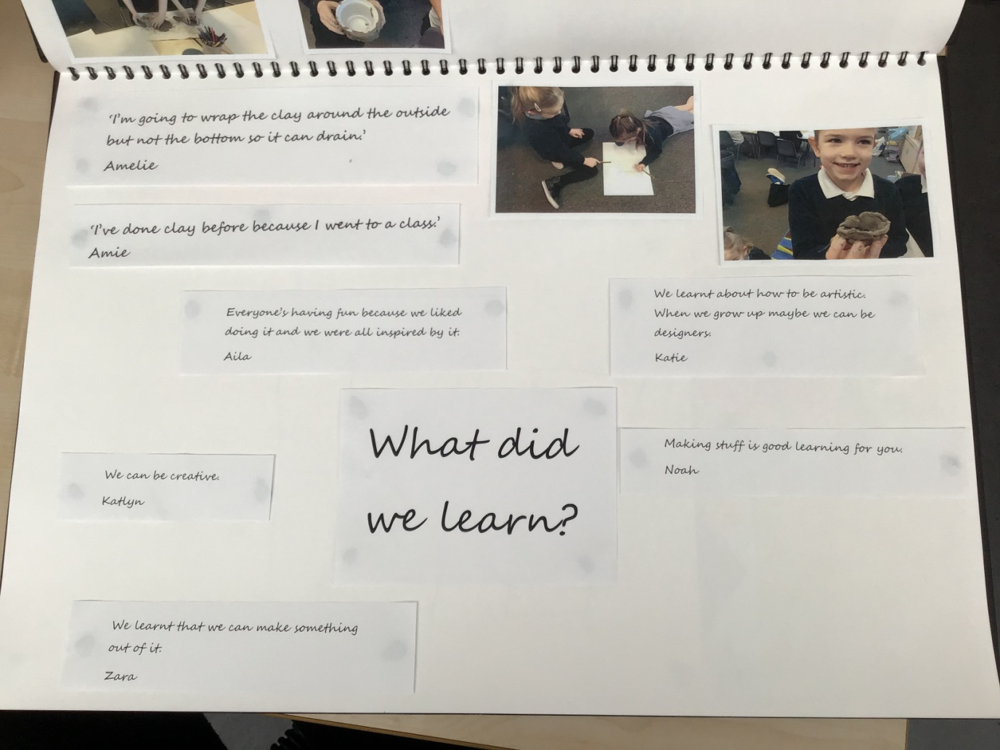 'I'm going to wrap the clay around the outside
but not the bottom so it can drain.'
Amelie
'I've done clay before because I went to a class.'
Amie
Everyone's having fun because we liked
doing it and we were all inspired by it.
Aila
We learnt about how to be artistic.
When we grow up maybe we can be
designers.
Katie
What did
we learn?
Making stuff is good learning for you.
Noah
We can be creative.
Katlyn
We learnt that we can make something
out of it.
Zara